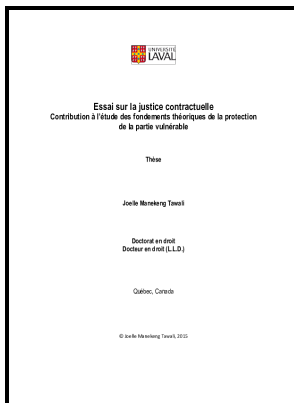 UNIVERSITÉ
LAVAL
Essai sur la justice contractuelle
Contribution à l'étude des fondements théoriques de la protection
de la partie vulnérable
Thèse
Joelle Manekeng Tawali
Doctorat en droit
Docteur en droit (L.L.D.)
Québec, Canada
© Joelle Manekeng Tawali, 2015